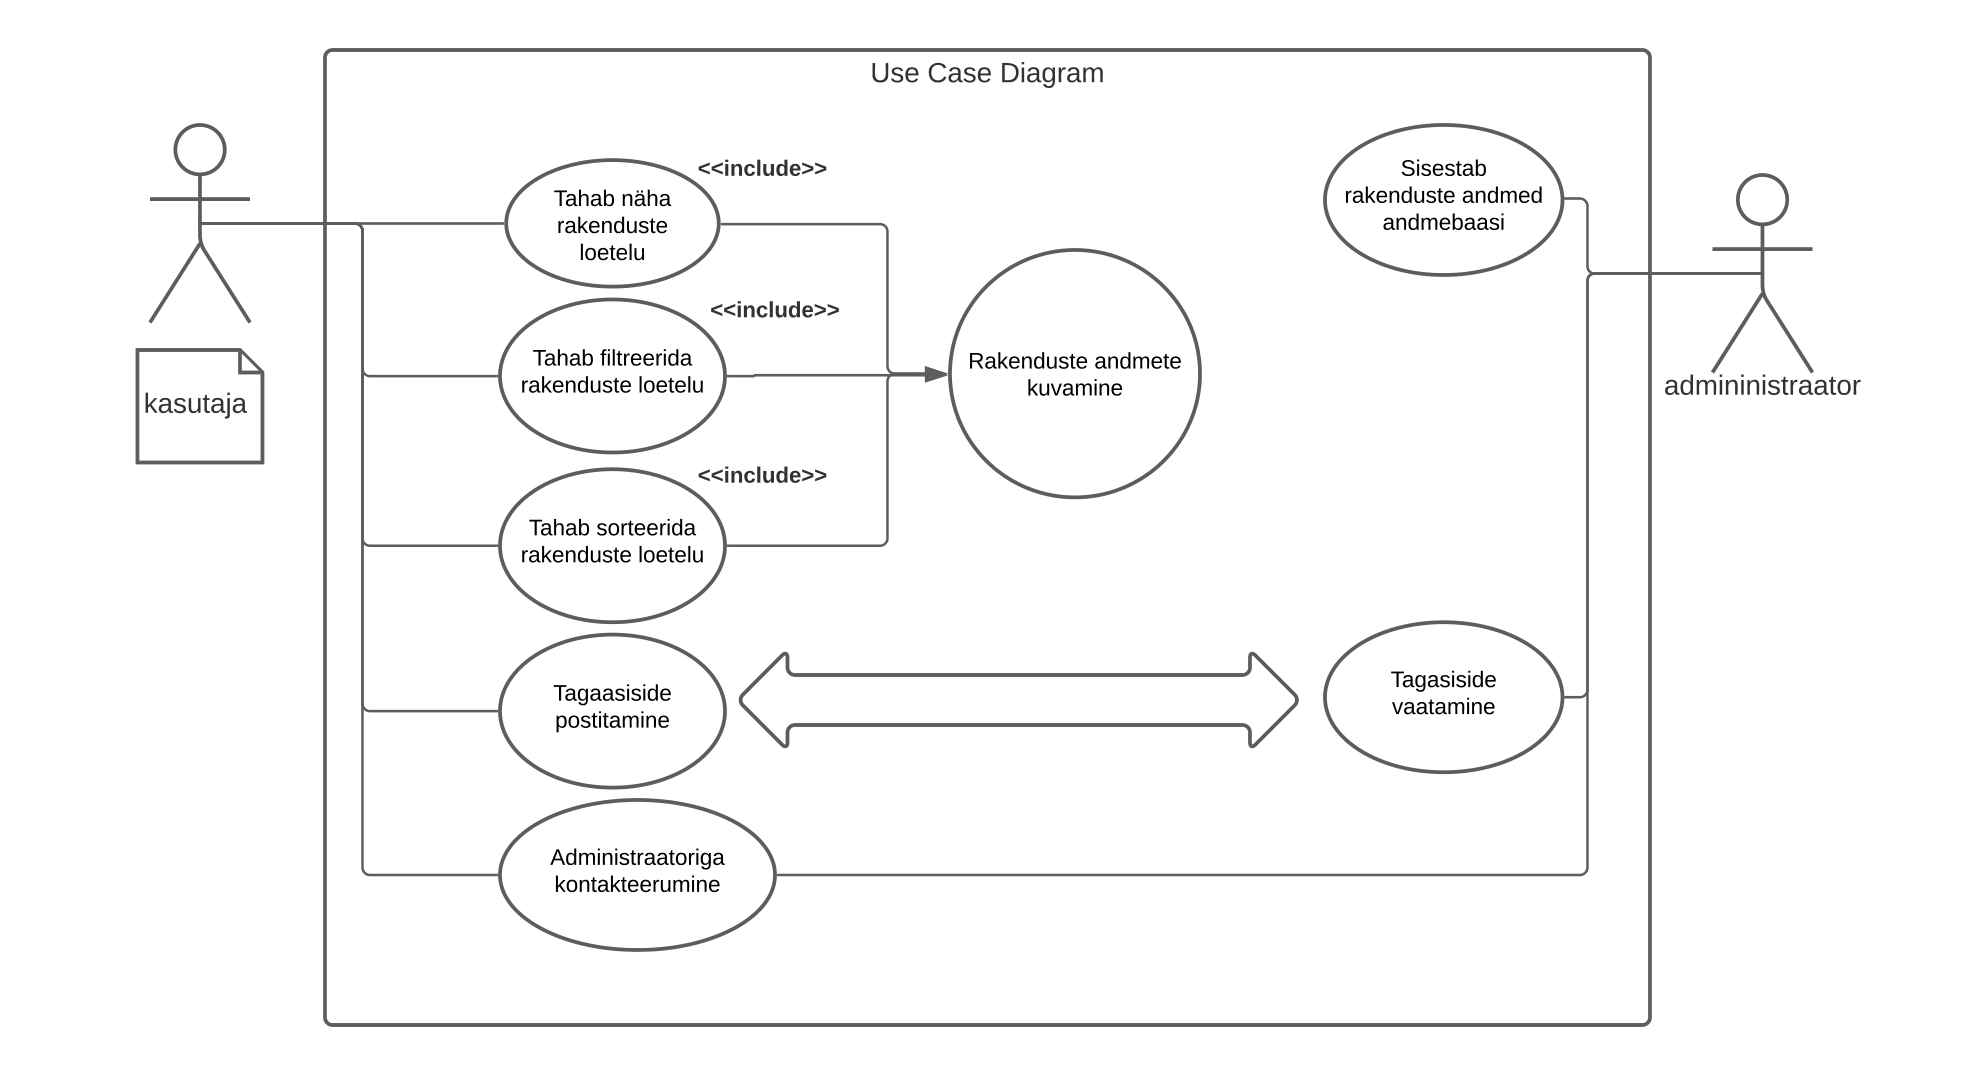 Use Case Diagram
<<include>>
Tahab näha
rakenduste
loetelu
<<include>>
Tahab filtreerida
rakenduste loetelu
<<include>>
Tahab sorteerida
rakenduste loetelu
Tagaasiside
postitamine
Administraatoriga
kontakteerumine
Rakenduste andmete
kuvamine
Sisestab
rakenduste andmed
andmebaasi
Tagasiside
vaatamine
kasutaja
admininistraator